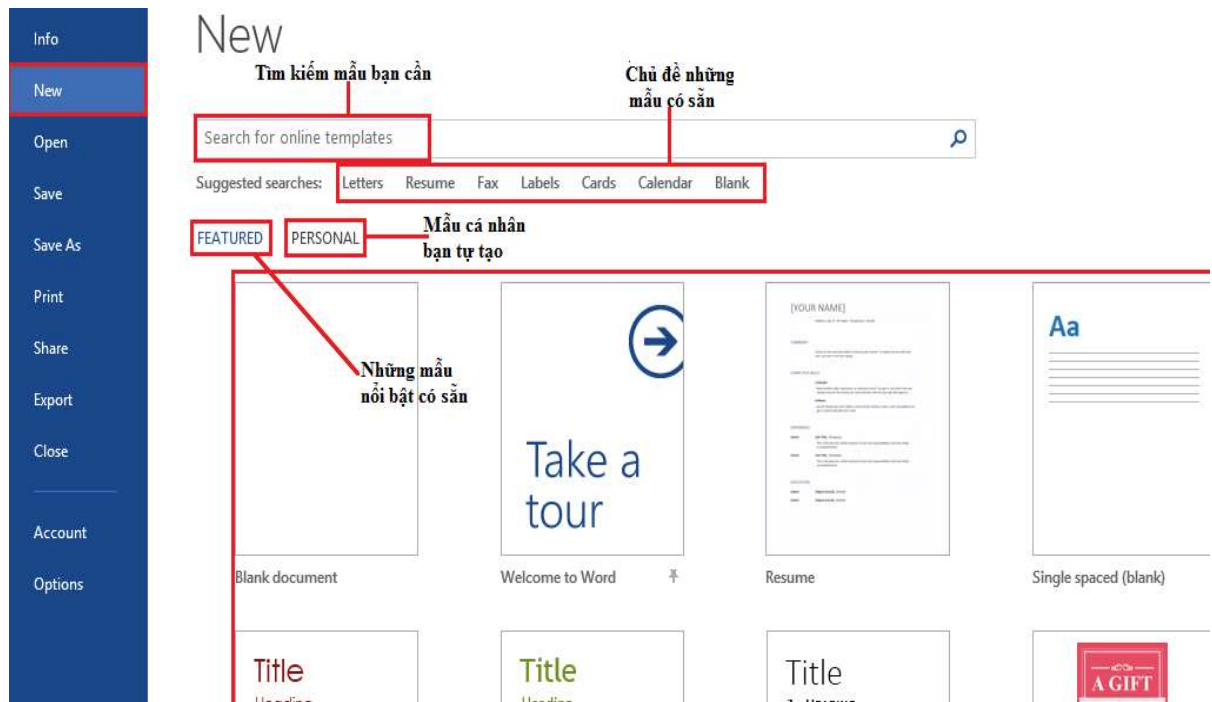 Info
New
Open
Save
Save As
Print
Share
Export
Close
Account
Options
New
Tìm kiếm mẫu bạn cần
Chủ đề những
mẫu có sẵn
Search for online templates
Suggested searches: Letters Resume Fax Labels Cards Calendar Blank
FEATURED PERSONAL
Mẫu cá nhân
bạn tự tạo
Những mẫu
nổi bật có sẵn
Take a
tour
[YOUR NAME]
Aa
Blank document Welcome to Word Resume Single spaced (blank)
Title Title Title
A GIFT